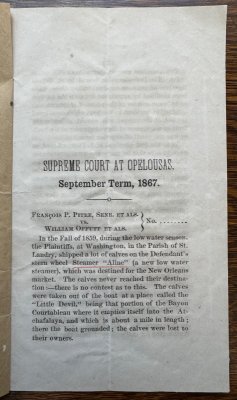 SUPREME COURT AT OPELOUSAS.
September Term, 1867.
FRANÇOIS P. PITRE, SENR. ET ALS.
vs.
WILLIAM OFFUTT ET ALS.
No. ........
In the Fall of 1859, during the low water season,
the Plaintiffs, at Washington, in the Parish of St.
Landry, shipped a lot of calves on the Defendant's
stern wheel Steamer "Aline" (a new low water
steamer), which was destined for the New Orleans
market. The calves never reached their destina-
tion:—there is no contest as to this. The calves
were taken out of the boat at a place called the
"Little Devil," being that portion of the Bayou
Courtableau where it empties itself into the At-
chafalaya, and which is about a mile in length;
there the boat grounded; the calves were lost to
their owners.